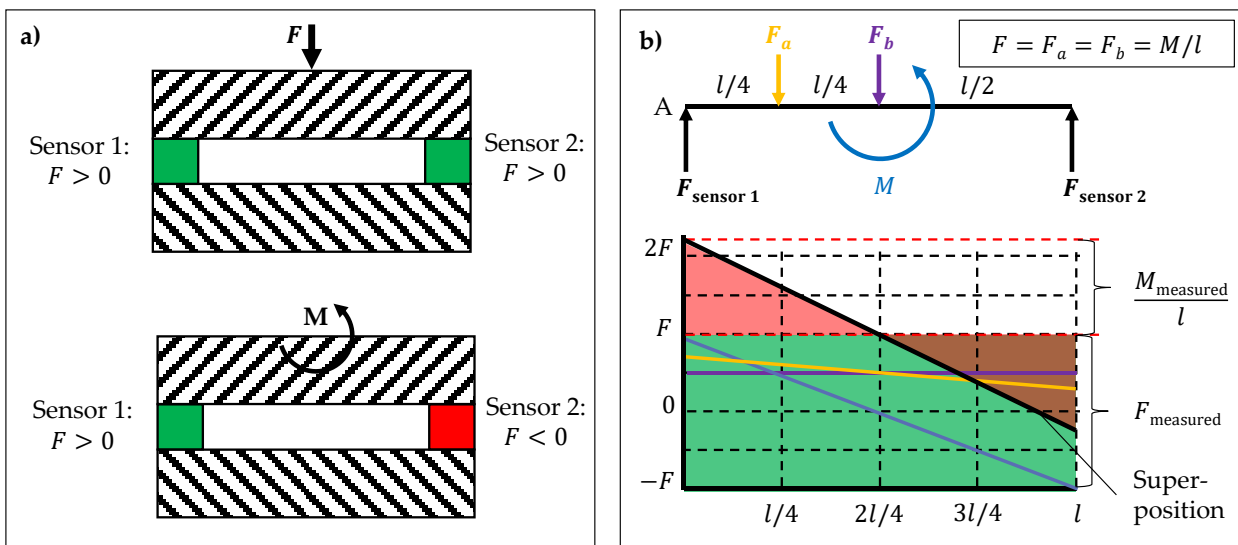 a)
F
Sensor 1:
F > 0
Sensor 2:
F > 0
M
Sensor 1:
F > 0
Sensor 2:
F < 0
b)
F_a
F_b
F = F_a = F_b = M/l
l/4
l/4
l/2
A
M
F_sensor 1
F_sensor 2
2F
F
0
−F
l/4
2l/4
3l/4
l
M_measured
l
F_measured
Super-
position